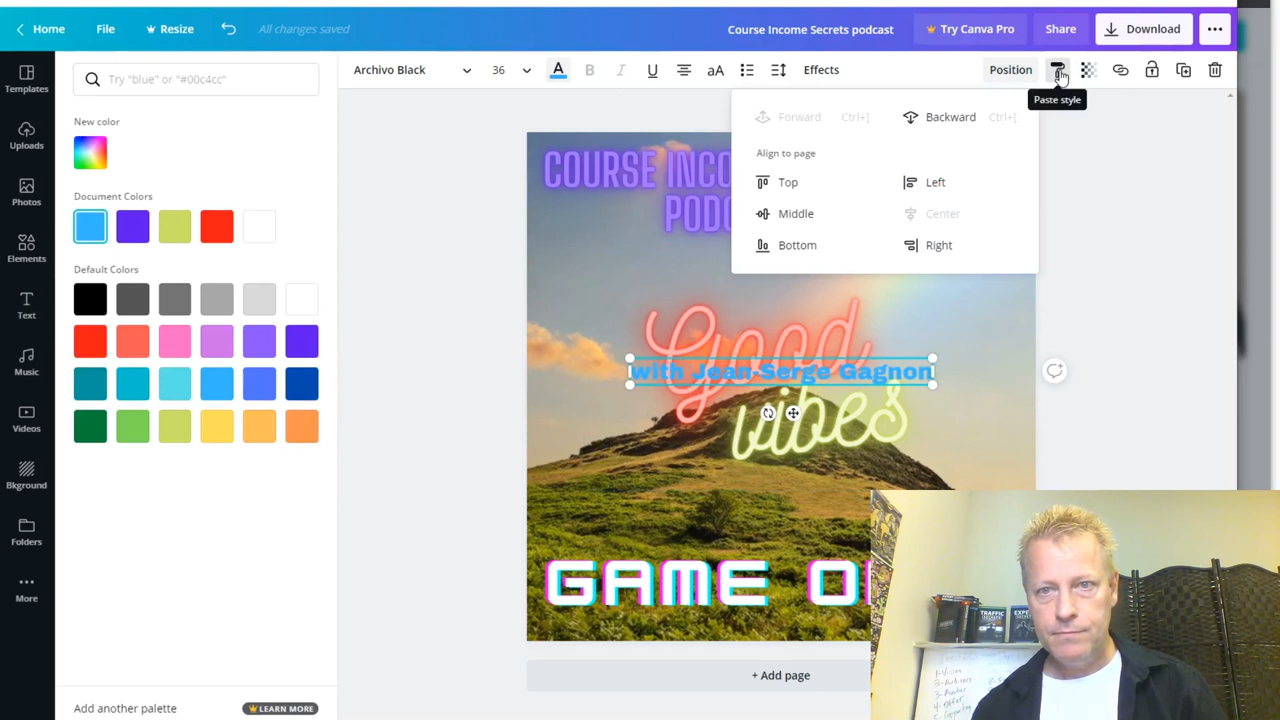 Home
File
Resize
All changes saved
Course Income Secrets podcast
Try Canva Pro
Share
Download
Templates
Uploads
Photos
Elements
Text
Music
Videos
Bkground
Folders
More
Try "blue" or "#00c4cc"
New color
Document Colors
Default Colors
Add another palette
LEARN MORE
Archivo Black
36
A
B
I
U
aA
Effects
Position
Paste style
Forward
Ctrl+]
Backward
Ctrl+[
Align to page
Top
Left
Middle
Center
Bottom
Right
COURSE INCO
PODC
Good
with Jean-Serge Gagnon
vibes
GAME O
+ Add page
TRAFFIC
EXPE